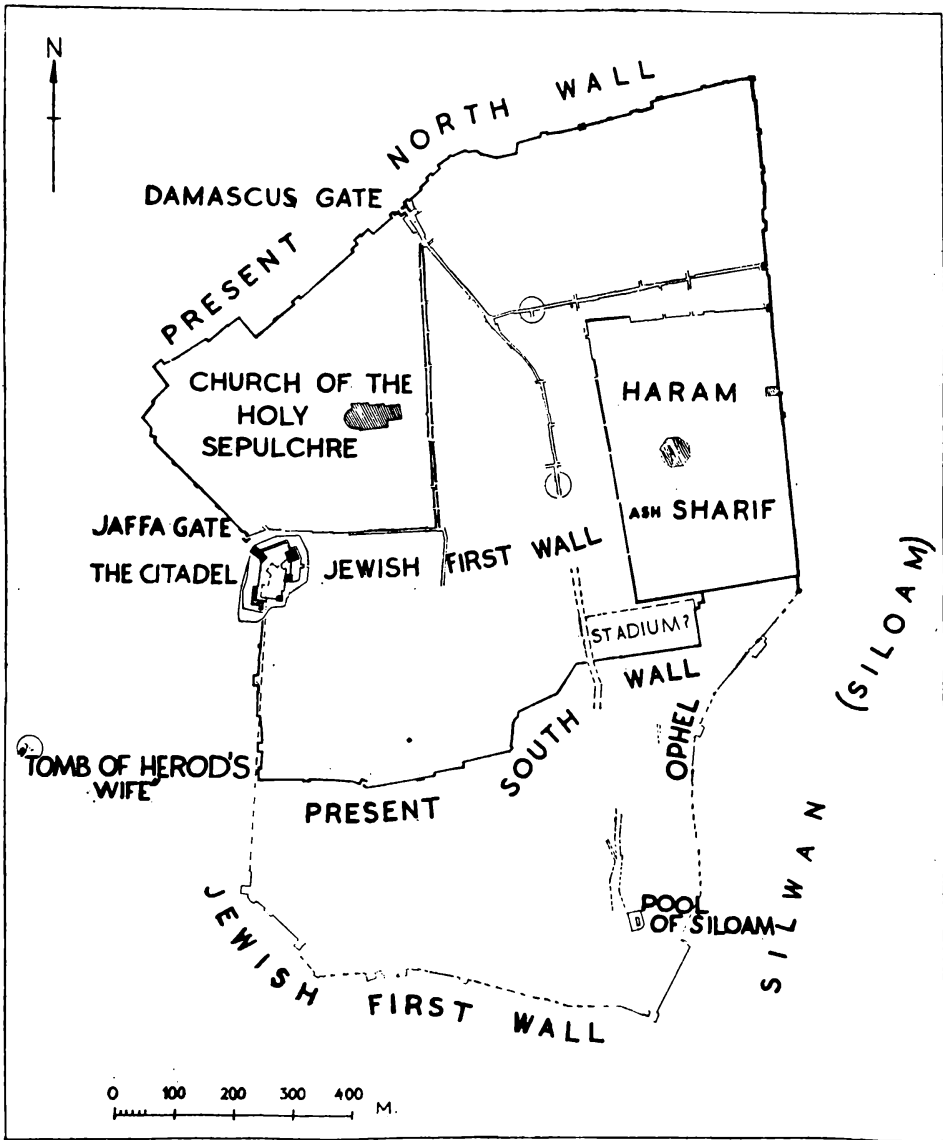 N
PRESENT NORTH WALL
DAMASCUS GATE
CHURCH OF THE
HOLY
SEPULCHRE
HARAM
ASH SHARIF
JAFFA GATE
THE CITADEL
JEWISH FIRST WALL
STADIUM?
PRESENT SOUTH WALL
OPHEL
TOMB OF HEROD'S
WIFE
SILWAN (SILOAM)
POOL
OF SILOAM
JEWISH FIRST WALL
0 100 200 300 400 M.